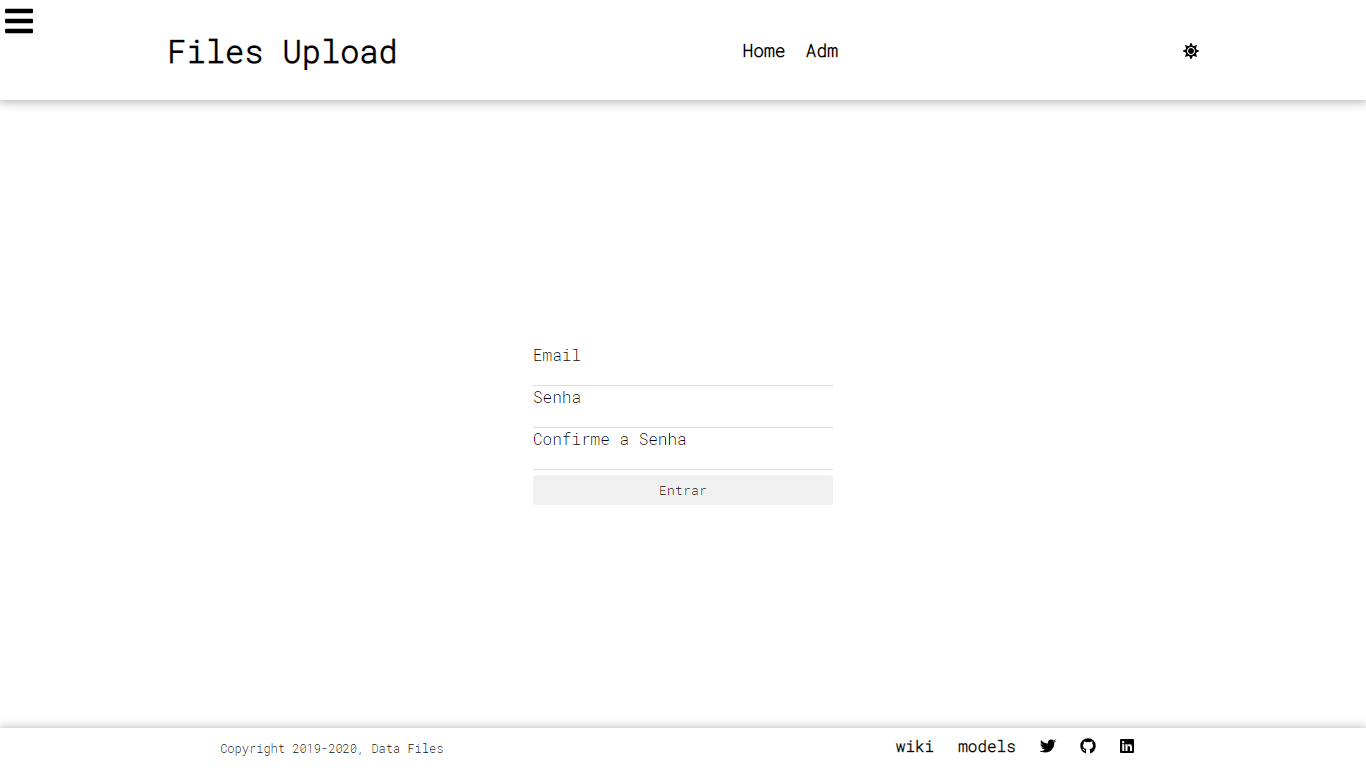 Files Upload
Home Adm
Email
Senha
Confirme a Senha
Entrar
Copyright 2019-2020, Data Files
wiki models